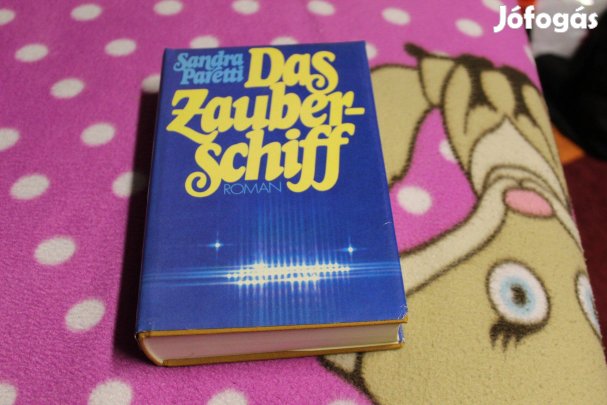 Jófogás
Sandra
Paretti
Das
Zauber-
schiff
ROMAN